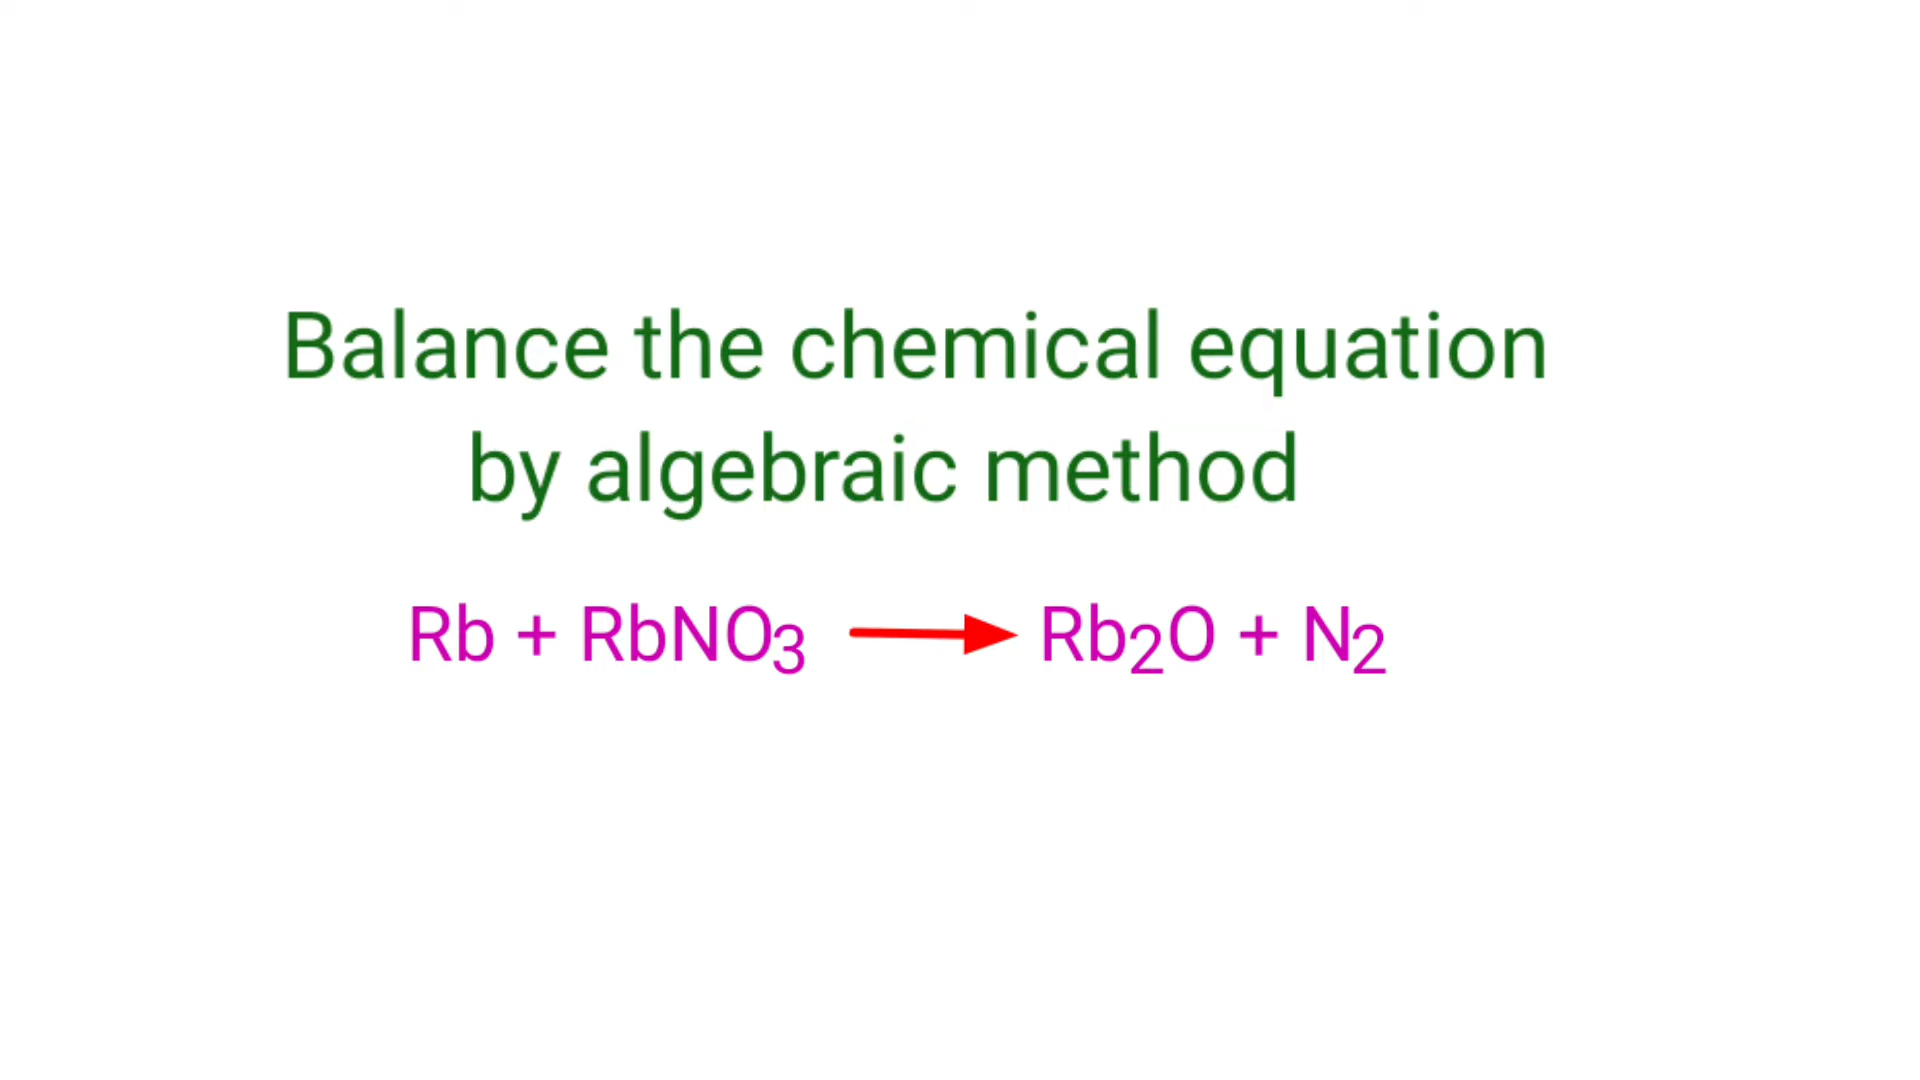 Balance the chemical equation
by algebraic method
Rb + RbNO₃ → Rb₂O + N₂